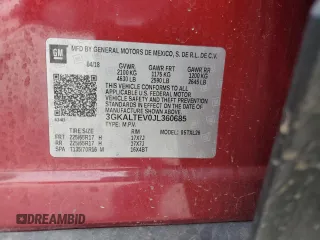 GM
MFD BY GENERAL MOTORS DE MEXICO, S. DE R.L. DE C.V.
04/18 GVWR GAWR FRT GAWR RR
2100 KG 1175 KG 1200 KG
4630 LB 2590 LB 2645 LB
THIS VEHICLE CONFORMS TO ALL APPLICABLE
U.S. FEDERAL MOTOR VEHICLE SAFETY, BUMPER,
AND THEFT PREVENTION STANDARDS IN EFFECT ON
THE DATE OF MANUFACTURE SHOWN ABOVE.
3GKALTEV0JL360685
TYPE: M.P.V.
TIRE SIZE RIM
FRT 225/65R17 H 17X7J
RR 225/65R17 H 17X7J
SPA T135/70R16 M 16X4BT
© IDRIVEANDBID